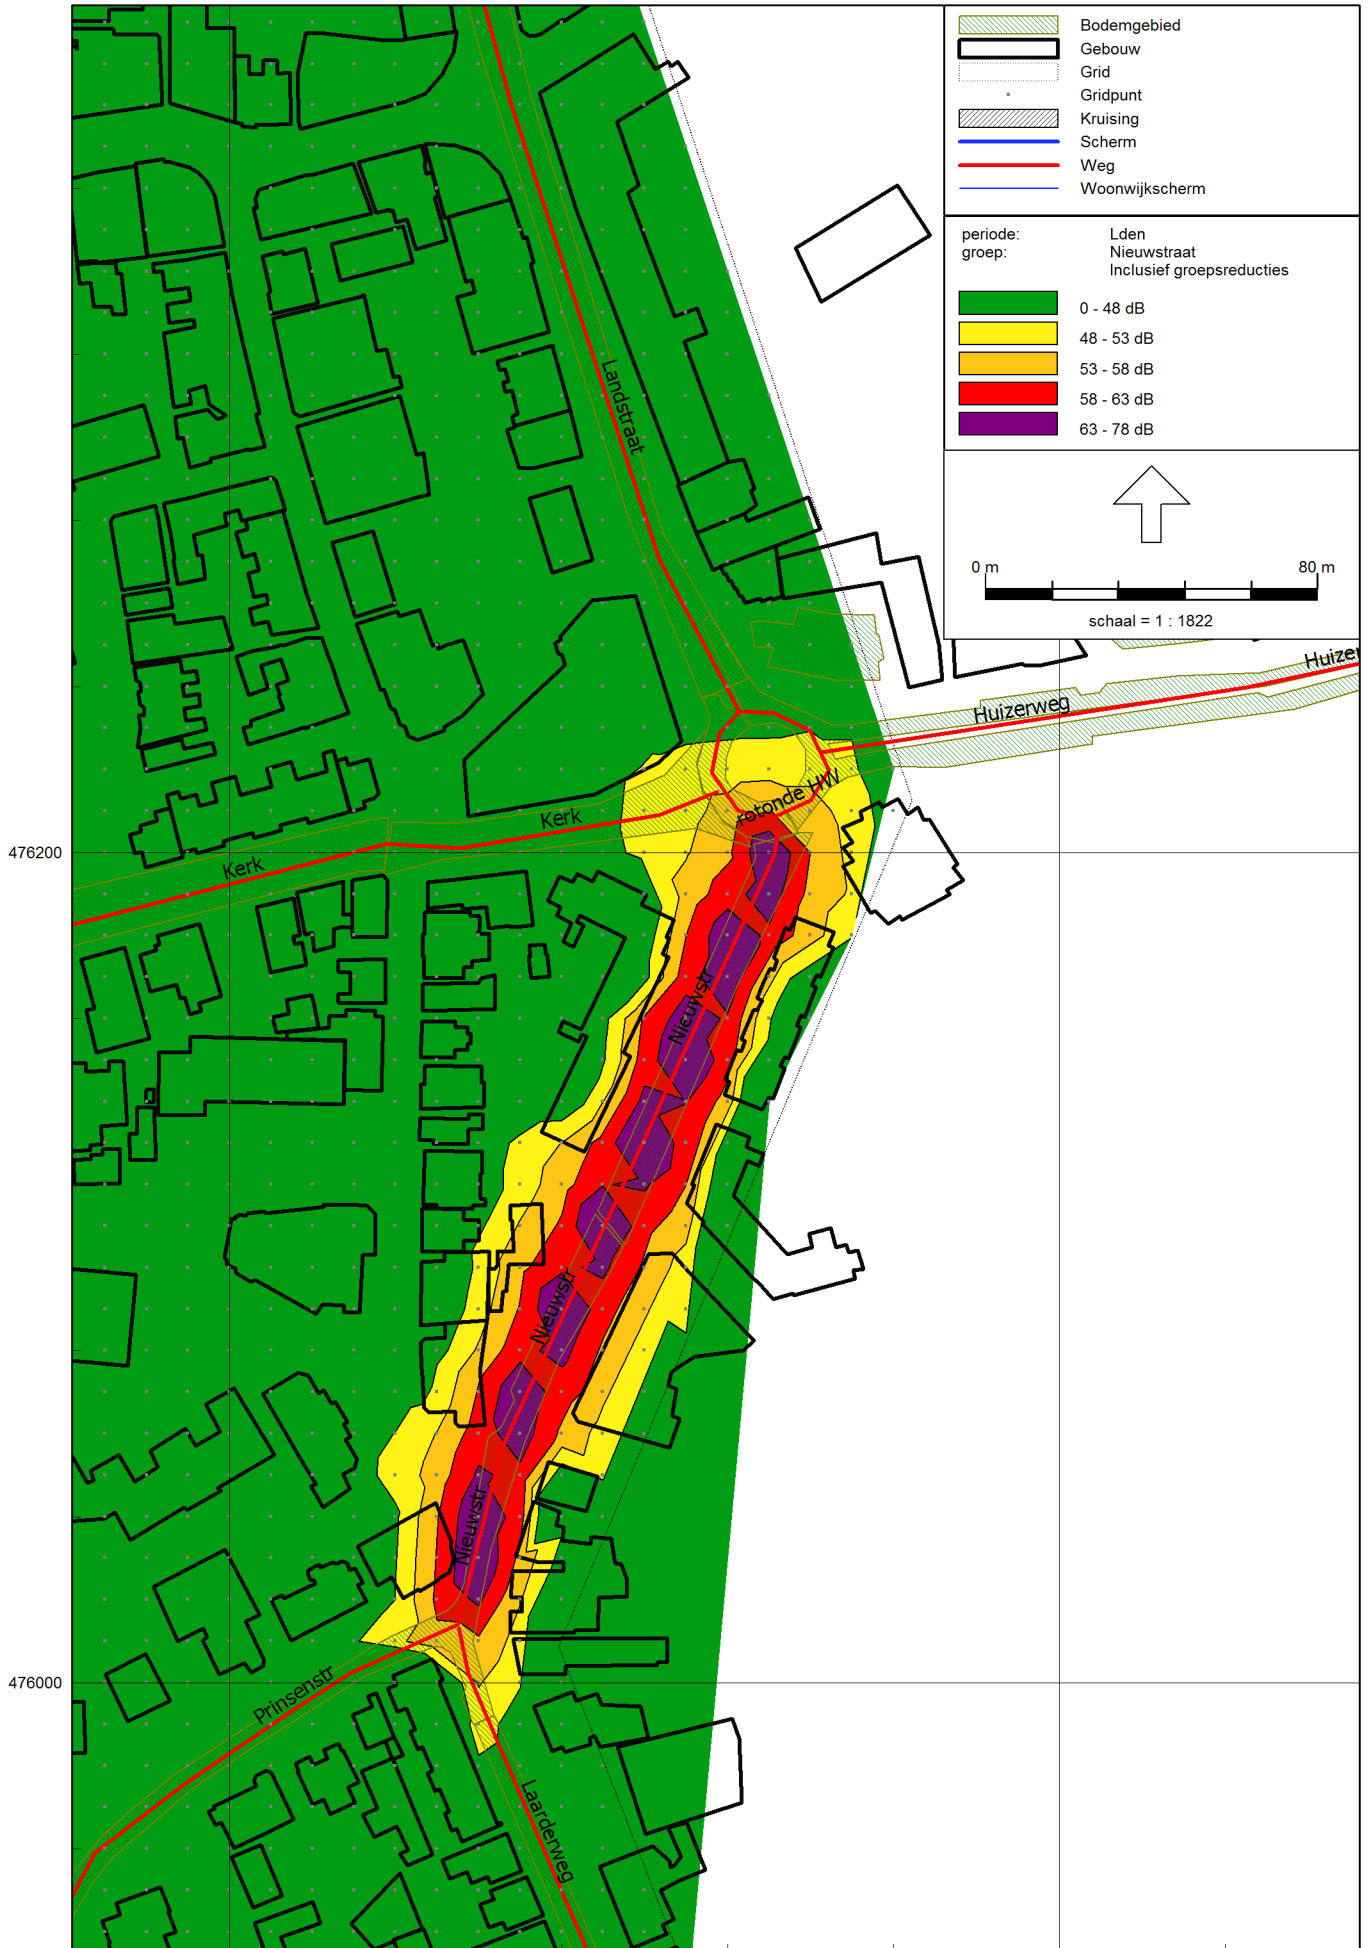 Bodemgebied
Gebouw
Grid
Gridpunt
Kruising
Scherm
Weg
Woonwijkscherm
periode: Lden
groep: Nieuwstraat
Inclusief groepsreducties
0 - 48 dB
48 - 53 dB
53 - 58 dB
58 - 63 dB
63 - 78 dB
0 m 80 m
schaal = 1 : 1822
Landstraat
Huizer
Huizerweg
rotonde HW
Kerk
Kerk
476200
Nieuwstr
Nieuwstr
Nieuwstr
476000
Prinsenstr
Laarderweg